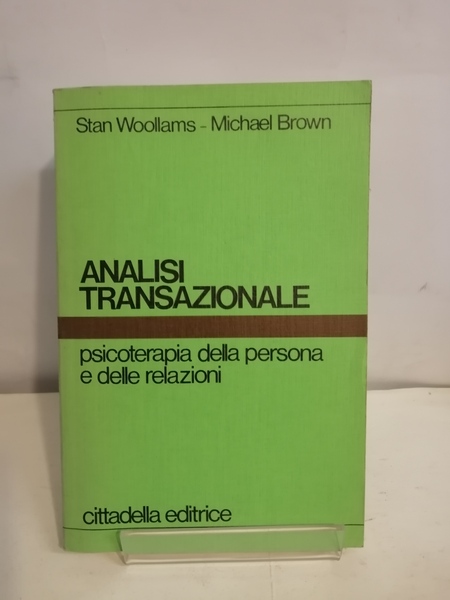 Stan Woollams - Michael Brown
ANALISI
TRANSAZIONALE
psicoterapia della persona
e delle relazioni
cittadella editrice